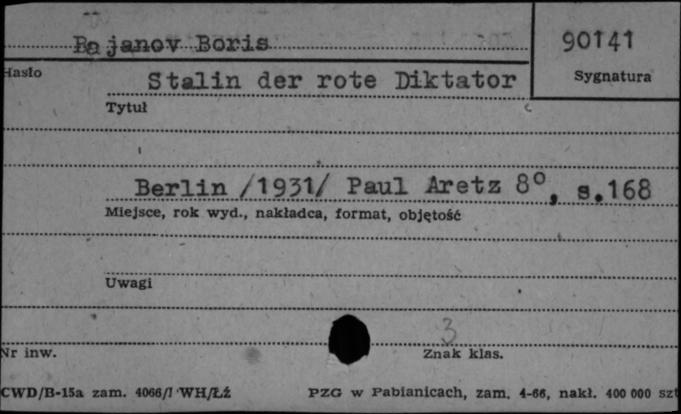 Bajanov Boris
90141
Hasło
Stalin der rote Diktator
Sygnatura
Tytuł
Berlin /1931/ Paul Aretz 8°, s.168
Miejsce, rok wyd., nakładca, format, objętość
Uwagi
3
Nr inw.
Znak klas.
CWD/B-15a zam. 4066/I WH/Łź
PZG w Pabianicach, zam. 4-66, nakł. 400 000 szt